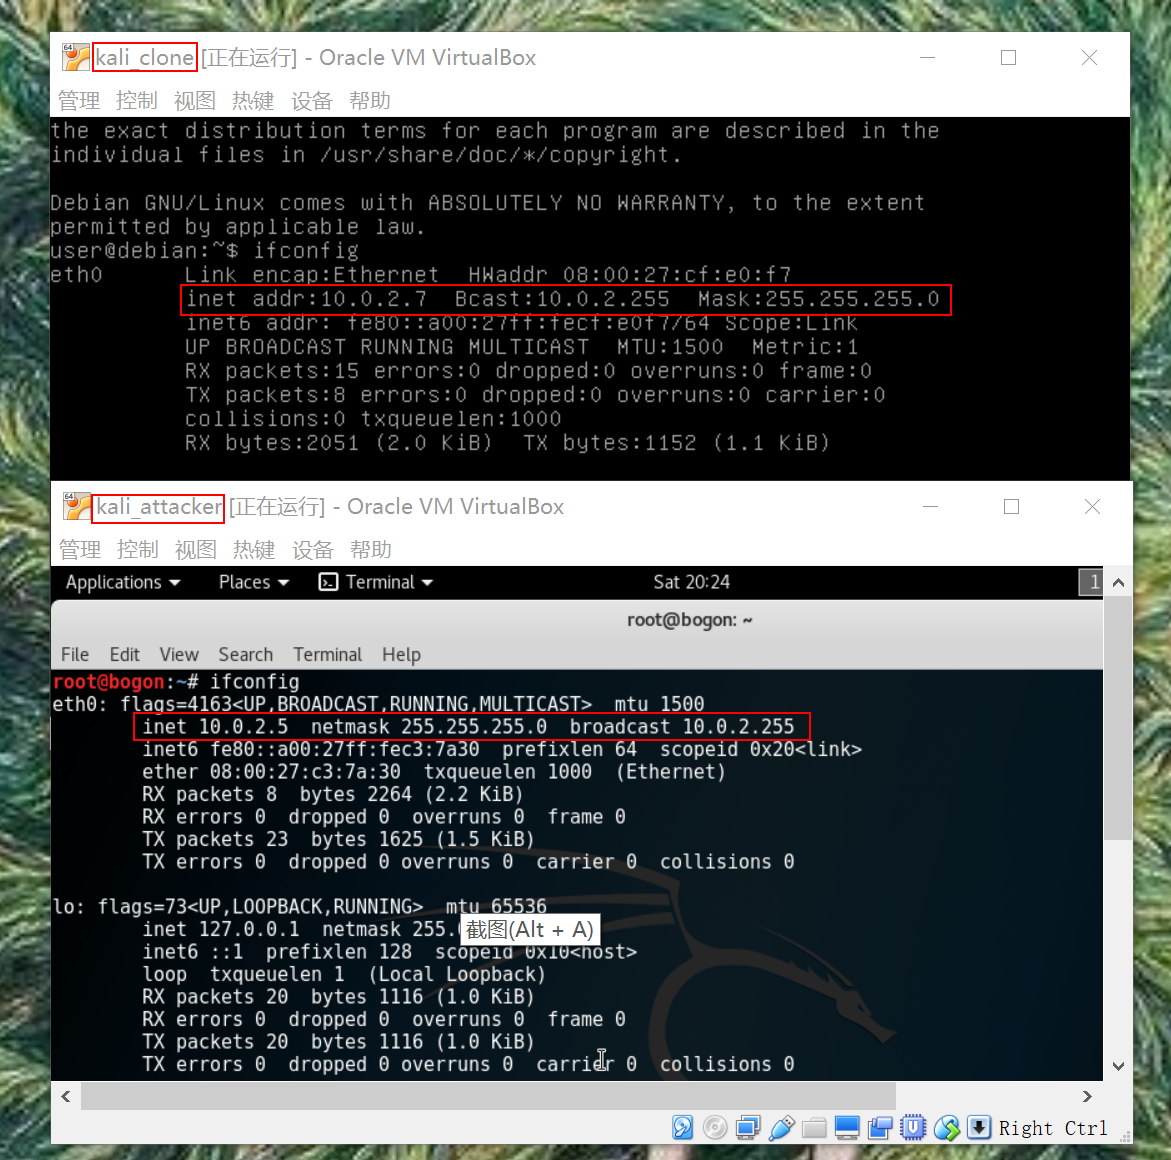 kali_clone [正在运行] - Oracle VM VirtualBox
管理 控制 视图 热键 设备 帮助
the exact distribution terms for each program are described in the
individual files in /usr/share/doc/*/copyright.
Debian GNU/Linux comes with ABSOLUTELY NO WARRANTY, to the extent
permitted by applicable law.
user@debian:~$ ifconfig
eth0 Link encap:Ethernet HWaddr 08:00:27:cf:e0:f7
inet addr:10.0.2.7 Bcast:10.0.2.255 Mask:255.255.255.0
inet6 addr: fe80::a00:27ff:fecf:e0f7/64 Scope:Link
UP BROADCAST RUNNING MULTICAST MTU:1500 Metric:1
RX packets:15 errors:0 dropped:0 overruns:0 frame:0
TX packets:8 errors:0 dropped:0 overruns:0 carrier:0
collisions:0 txqueuelen:1000
RX bytes:2051 (2.0 KiB) TX bytes:1152 (1.1 KiB)
kali_attacker [正在运行] - Oracle VM VirtualBox
管理 控制 视图 热键 设备 帮助
Applications Places Terminal Sat 20:24 1
root@bogon: ~
File Edit View Search Terminal Help
root@bogon:~# ifconfig
eth0: flags=4163<UP,BROADCAST,RUNNING,MULTICAST> mtu 1500
inet 10.0.2.5 netmask 255.255.255.0 broadcast 10.0.2.255
inet6 fe80::a00:27ff:fec3:7a30 prefixlen 64 scopeid 0x20<link>
ether 08:00:27:c3:7a:30 txqueuelen 1000 (Ethernet)
RX packets 8 bytes 2264 (2.2 KiB)
RX errors 0 dropped 0 overruns 0 frame 0
TX packets 23 bytes 1625 (1.5 KiB)
TX errors 0 dropped 0 overruns 0 carrier 0 collisions 0
lo: flags=73<UP,LOOPBACK,RUNNING> mtu 65536
inet 127.0.0.1 netmask 255.
截图(Alt + A)
inet6 ::1 prefixlen 128 scopeid 0x10<host>
loop txqueuelen 1 (Local Loopback)
RX packets 20 bytes 1116 (1.0 KiB)
RX errors 0 dropped 0 overruns 0 frame 0
TX packets 20 bytes 1116 (1.0 KiB)
TX errors 0 dropped 0 overruns 0 carrier 0 collisions 0
Right Ctrl